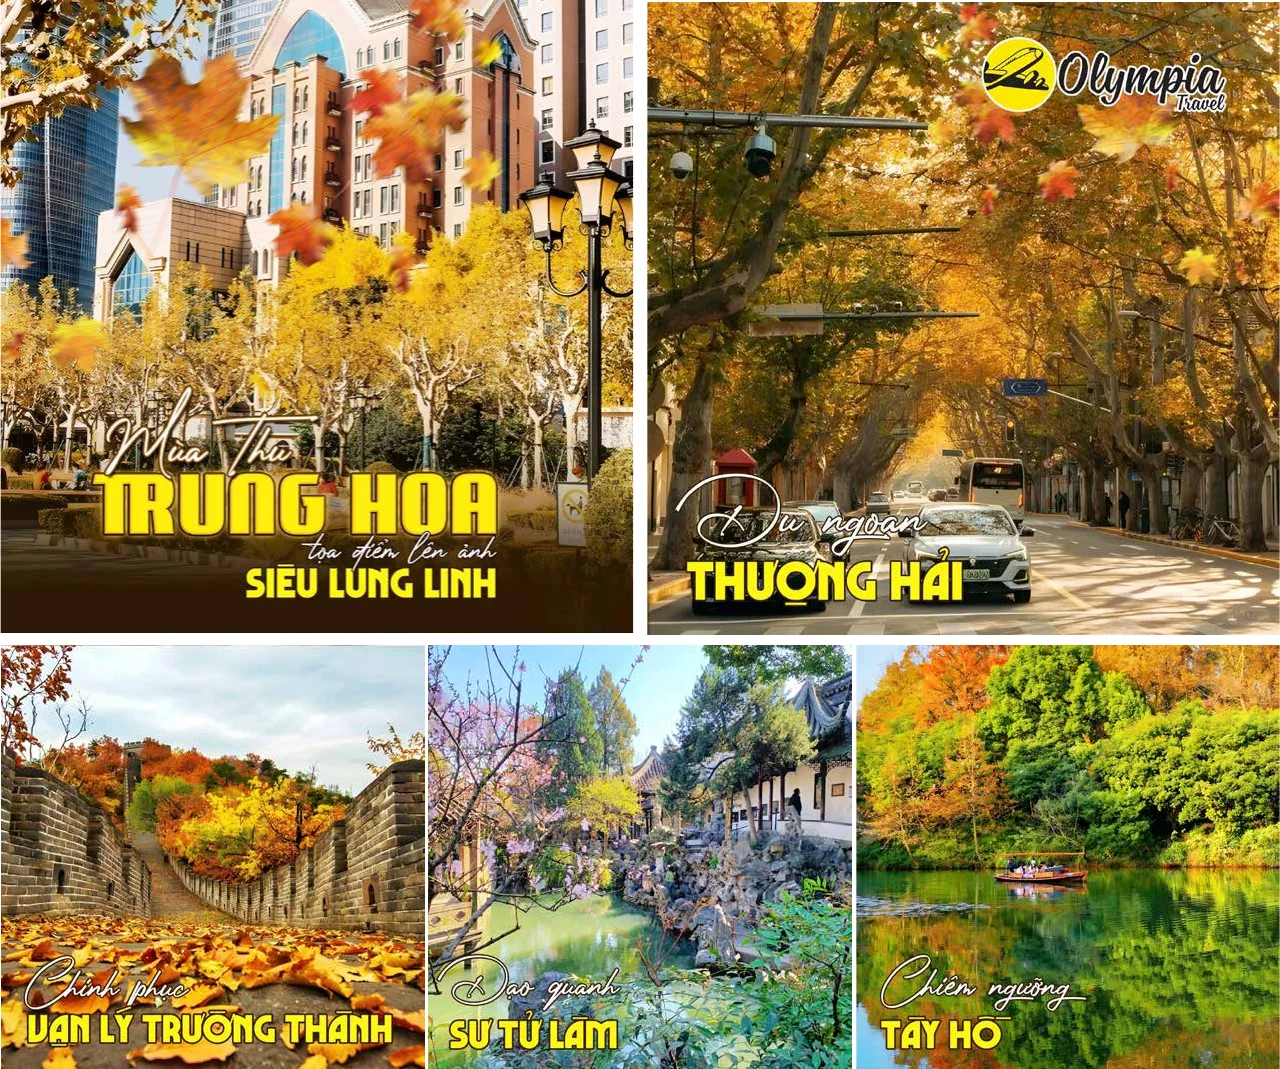 Mùa Thu
TRUNG HOA
tọa điểm lên ảnh
SIÊU LUNG LINH
Olympia
Travel
Du ngoạn
THƯỢNG HẢI
Chinh phục
VẠN LÝ TRƯỜNG THÀNH
Dạo quanh
SƯ TỬ LÂM
Chiêm ngưỡng
TÂY HỒ